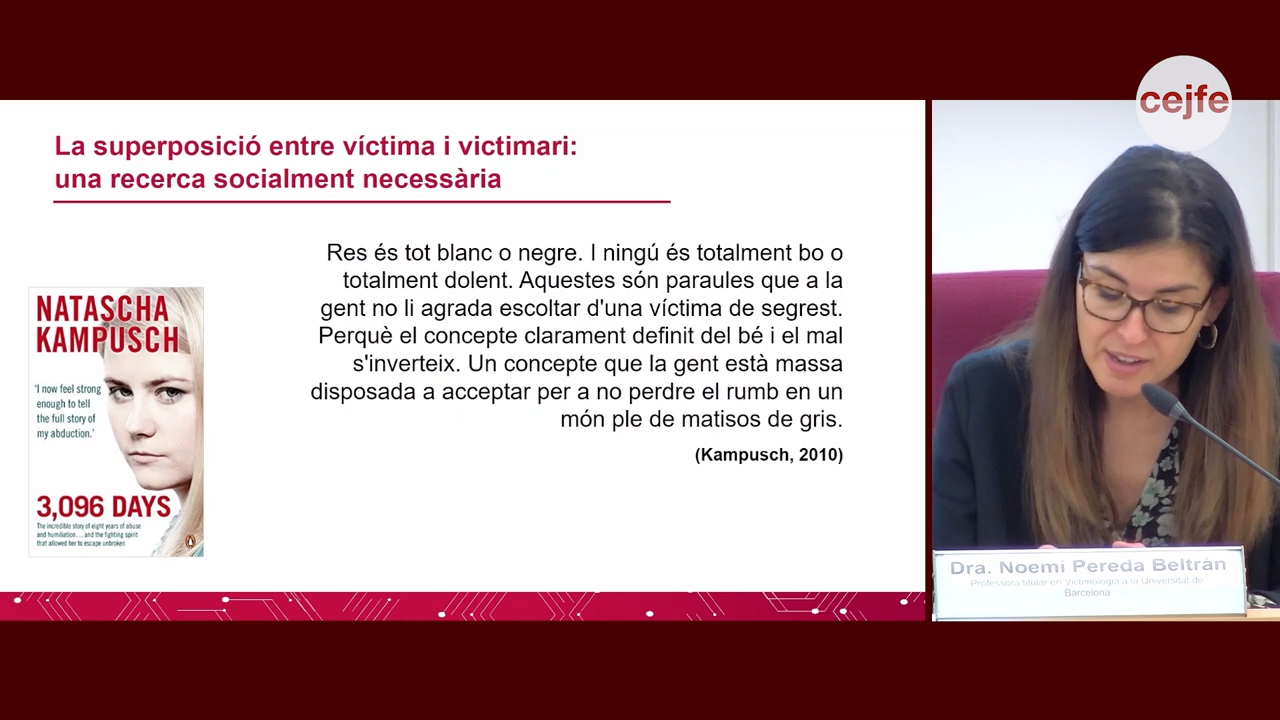 cejfe
La superposició entre víctima i victimari:
una recerca socialment necessària
Res és tot blanc o negre. I ningú és totalment bo o
totalment dolent. Aquestes són paraules que a la
gent no li agrada escoltar d'una víctima de segrest.
Perquè el concepte clarament definit del bé i el mal
s'inverteix. Un concepte que la gent està massa
disposada a acceptar per a no perdre el rumb en un
món ple de matisos de gris.
(Kampusch, 2010)
NATASCHA
KAMPUSCH
'I now feel strong
enough to tell
the full story of
my abduction.'
3,096 DAYS
The incredible story of eight years of abuse
and humiliation... and the fighting spirit
that allowed her to escape unbroken
Dra. Noemí Pereda Beltrán
Professora titular en Victimologia a la Universitat de
Barcelona